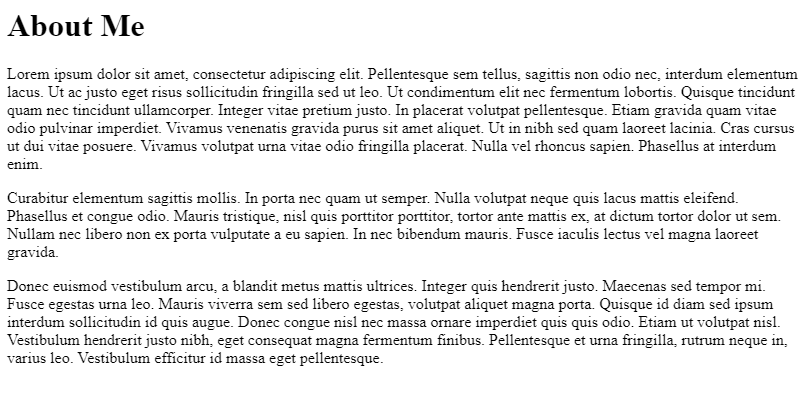 About Me
Lorem ipsum dolor sit amet, consectetur adipiscing elit. Pellentesque sem tellus, sagittis non odio nec, interdum elementum
lacus. Ut ac justo eget risus sollicitudin fringilla sed ut leo. Ut condimentum elit nec fermentum lobortis. Quisque tincidunt
quam nec tincidunt ullamcorper. Integer vitae pretium justo. In placerat volutpat pellentesque. Etiam gravida quam vitae
odio pulvinar imperdiet. Vivamus venenatis gravida purus sit amet aliquet. Ut in nibh sed quam laoreet lacinia. Cras cursus
ut dui vitae posuere. Vivamus volutpat urna vitae odio fringilla placerat. Nulla vel rhoncus sapien. Phasellus at interdum
enim.
Curabitur elementum sagittis mollis. In porta nec quam ut semper. Nulla volutpat neque quis lacus mattis eleifend.
Phasellus et congue odio. Mauris tristique, nisl quis porttitor porttitor, tortor ante mattis ex, at dictum tortor dolor ut sem.
Nullam nec libero non ex porta vulputate a eu sapien. In nec bibendum mauris. Fusce iaculis lectus vel magna laoreet
gravida.
Donec euismod vestibulum arcu, a blandit metus mattis ultrices. Integer quis hendrerit justo. Maecenas sed tempor mi.
Fusce egestas urna leo. Mauris viverra sem sed libero egestas, volutpat aliquet magna porta. Quisque id diam sed ipsum
interdum sollicitudin id quis augue. Donec congue nisl nec massa ornare imperdiet quis quis odio. Etiam ut volutpat nisl.
Vestibulum hendrerit justo nibh, eget consequat magna fermentum finibus. Pellentesque et urna fringilla, rutrum neque in,
varius leo. Vestibulum efficitur id massa eget pellentesque.